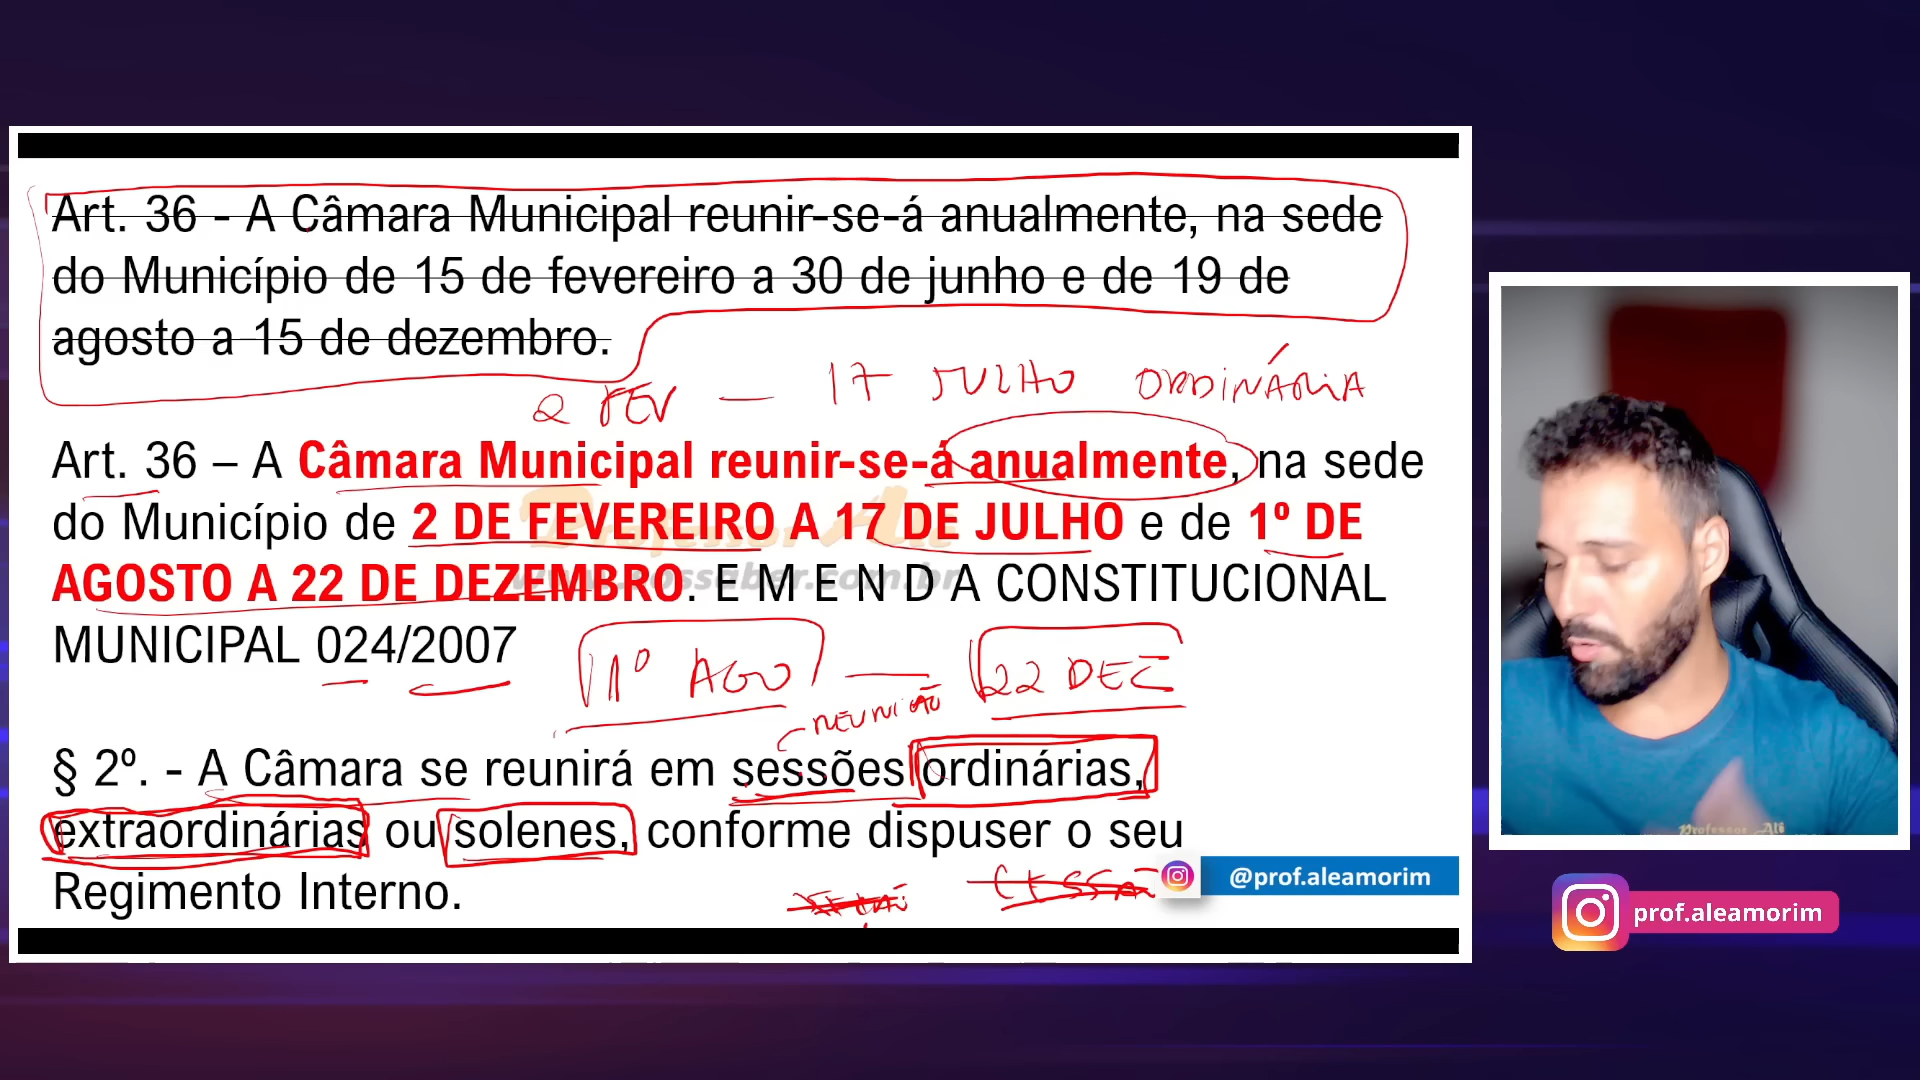 Art. 36 - A Câmara Municipal reunir-se-á anualmente, na sede
do Município de 15 de fevereiro a 30 de junho e de 19 de
agosto a 15 de dezembro.
2 FEV — 17 JULHO ORDINÁRIA
Art. 36 – A Câmara Municipal reunir-se-á anualmente, na sede
do Município de 2 DE FEVEREIRO A 17 DE JULHO e de 1º DE
AGOSTO A 22 DE DEZEMBRO. E M E N D A CONSTITUCIONAL
MUNICIPAL 024/2007
1º AGO — 22 DEZ
REUNIÃO
§ 2º. - A Câmara se reunirá em sessões ordinárias,
extraordinárias ou solenes, conforme dispuser o seu
Regimento Interno.
@prof.aleamorim
prof.aleamorim